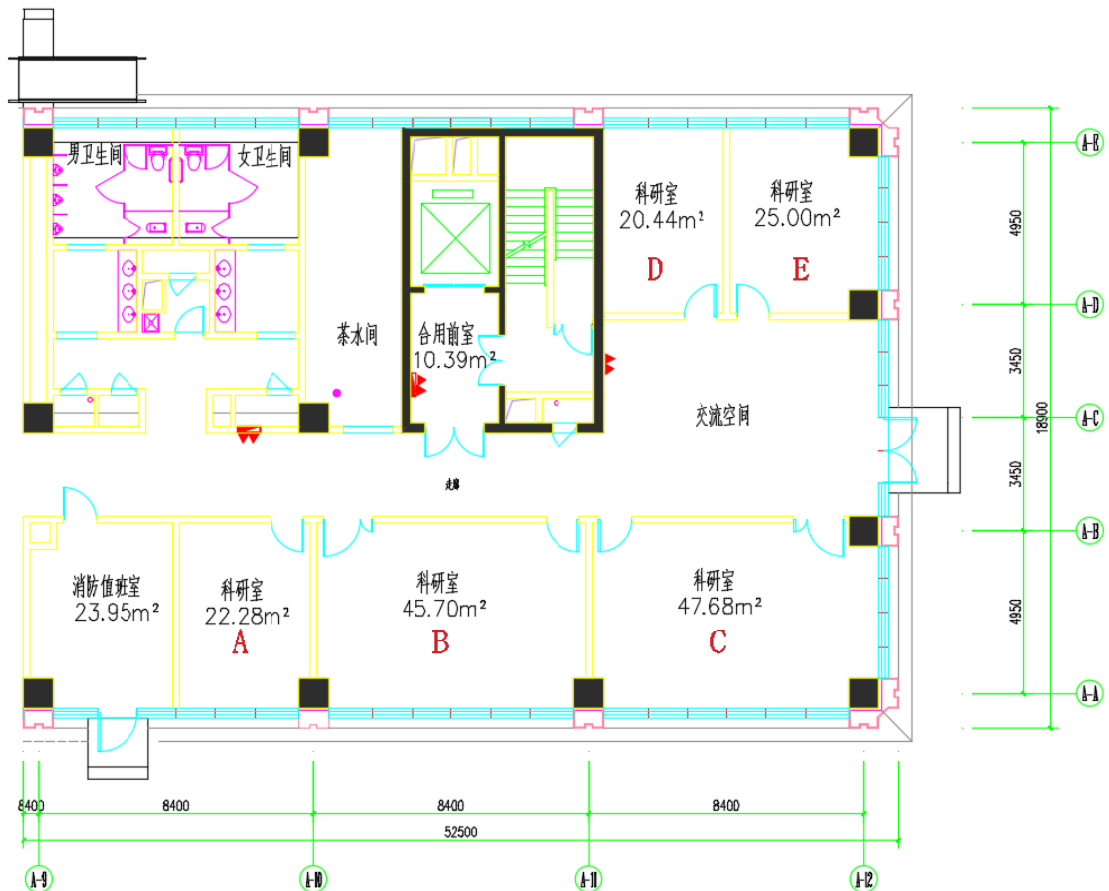 男卫生间
女卫生间
科研室
20.44m²
D
科研室
25.00m²
E
茶水间
合用前室
10.39m²
交流空间
走廊
消防值班室
23.95m²
科研室
22.28m²
A
科研室
45.70m²
B
科研室
47.68m²
C
4950
3450
3450
4950
18900
A-E
A-D
A-C
A-B
A-A
8400
8400
8400
8400
52500
A-9
A-10
A-11
A-12